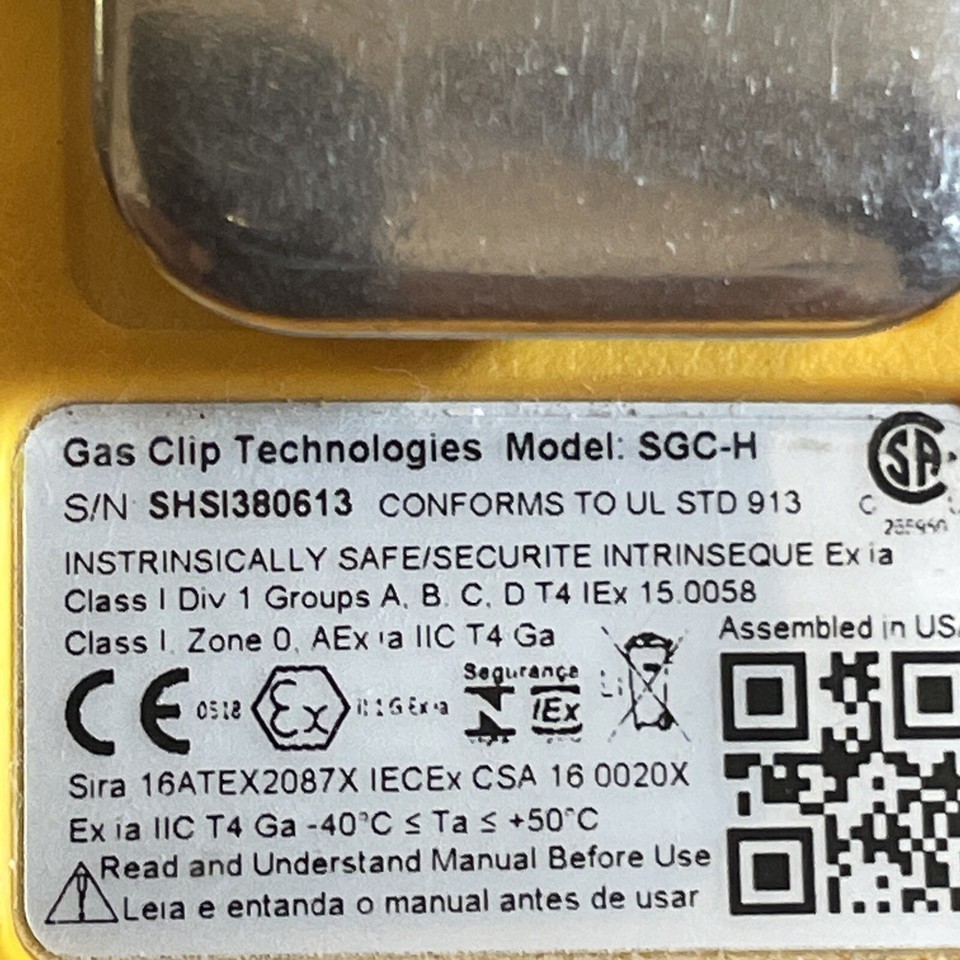 Gas Clip Technologies Model: SGC-H
S/N SHSI380613 CONFORMS TO UL STD 913
SA
C
INSTRINSICALLY SAFE/SECURITE INTRINSEQUE Ex ia
Class I Div 1 Groups A, B, C, D T4 IEx 15.0058
Class I, Zone 0, AEx ia IIC T4 Ga
Assembled in USA
CE 0518 Ex II 1 G Ex ia Segurança IEx Li
Sira 16ATEX2087X IECEx CSA 16 0020X
Ex ia IIC T4 Ga -40°C ≤ Ta ≤ +50°C
Read and Understand Manual Before Use
Leia e entanda o manual antes de usar